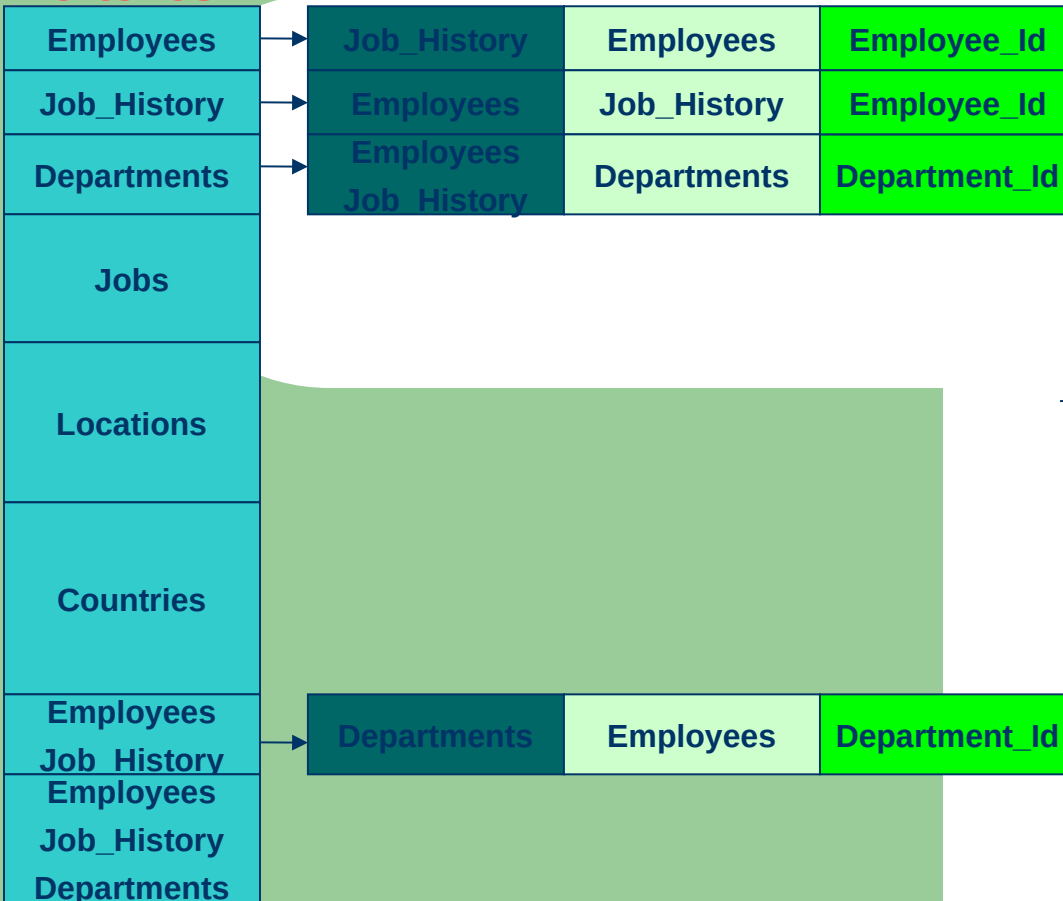 Employees
Job_History
Employees
Employee_Id
Job_History
Employees
Job_History
Employee_Id
Departments
Employees
Job_History
Departments
Department_Id
Jobs
Locations
Countries
Employees
Job_History
Departments
Employees
Department_Id
Employees
Job_History
Departments